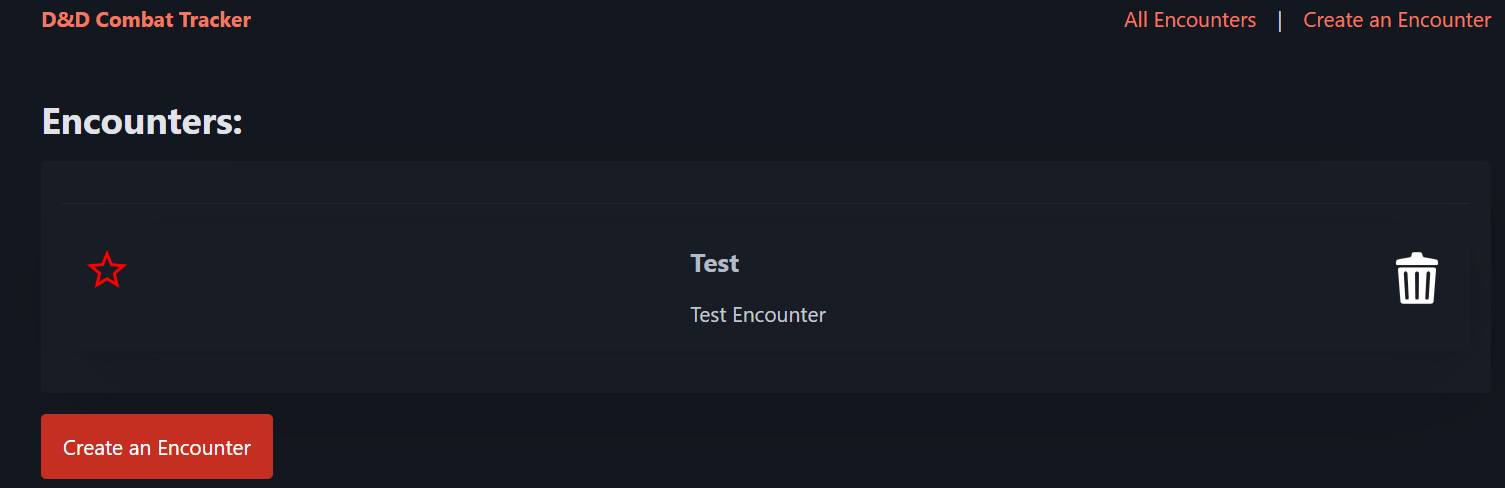 D&D Combat Tracker
All Encounters | Create an Encounter
Encounters:
Test
Test Encounter
Create an Encounter